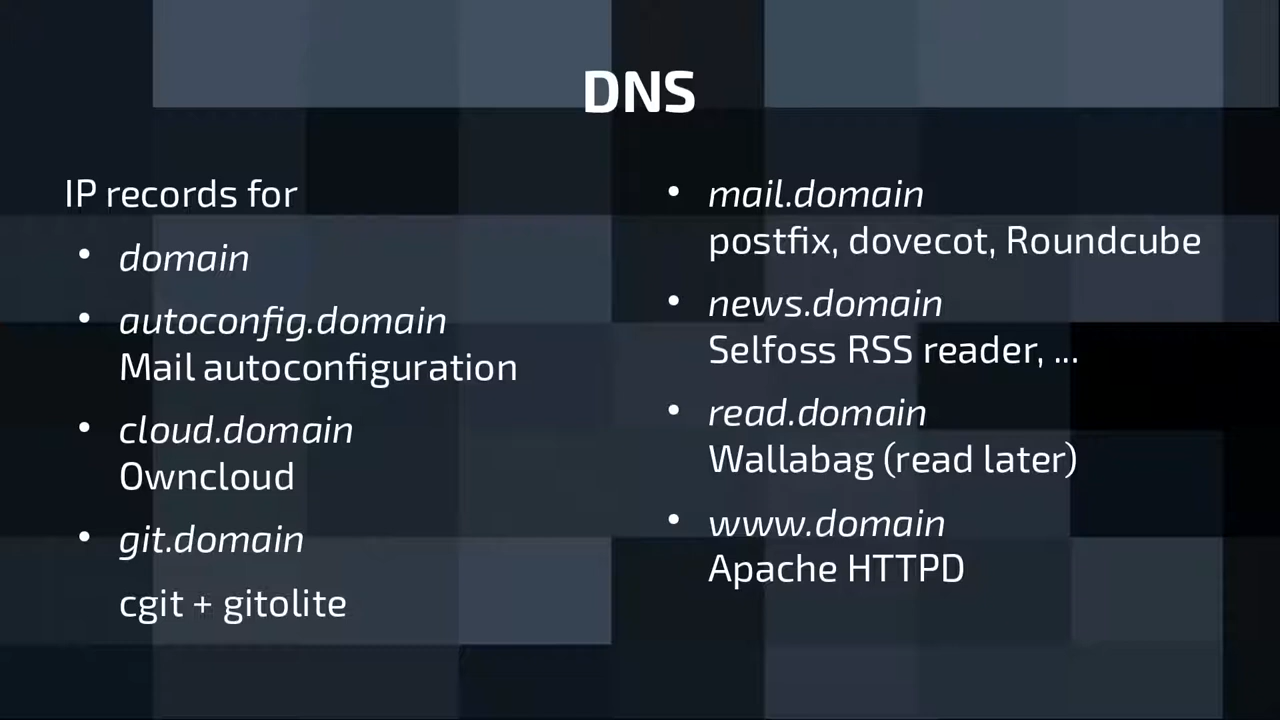 DNS
IP records for
• domain
• autoconfig.domain
Mail autoconfiguration
• cloud.domain
Owncloud
• git.domain
cgit + gitolite
• mail.domain
postfix, dovecot, Roundcube
• news.domain
Selfoss RSS reader, ...
• read.domain
Wallabag (read later)
• www.domain
Apache HTTPD